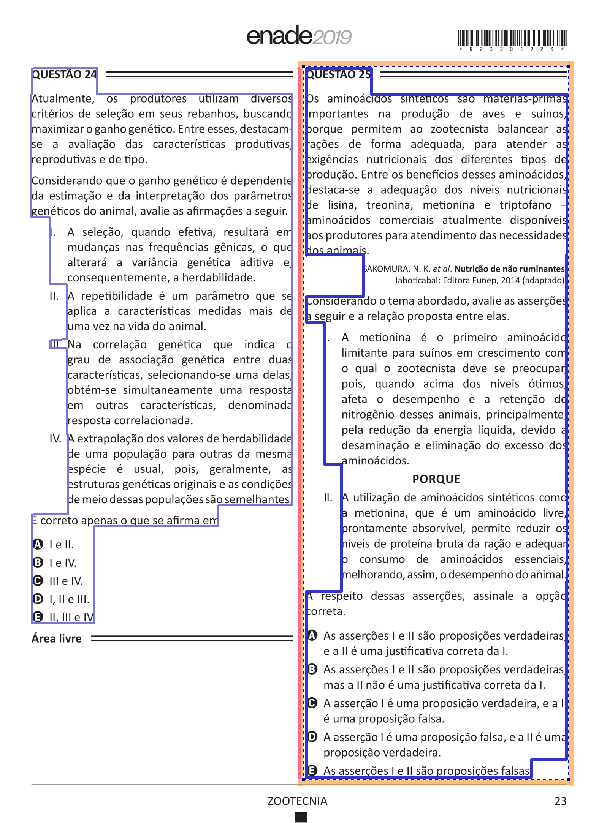 enade2019
QUESTÃO 24
Atualmente, os produtores utilizam diversos
critérios de seleção em seus rebanhos, buscando
maximizar o ganho genético. Entre esses, destacam-
se a avaliação das características produtivas,
reprodutivas e de tipo.
Considerando que o ganho genético é dependente
da estimação e da interpretação dos parâmetros
genéticos do animal, avalie as afirmações a seguir.
I. A seleção, quando efetiva, resultará em
mudanças nas frequências gênicas, o que
alterará a variância genética aditiva e,
consequentemente, a herdabilidade.
II. A repetibilidade é um parâmetro que se
aplica a características medidas mais de
uma vez na vida do animal.
III. Na correlação genética que indica o
grau de associação genética entre duas
características, selecionando-se uma delas,
obtém-se simultaneamente uma resposta
em outras características, denominada
resposta correlacionada.
IV. A extrapolação dos valores de herdabilidade
de uma população para outras da mesma
espécie é usual, pois, geralmente, as
estruturas genéticas originais e as condições
de meio dessas populações são semelhantes.
É correto apenas o que se afirma em
A I e II.
B I e IV.
C III e IV.
D I, II e III.
E II, III e IV.
Área livre
QUESTÃO 25
Os aminoácidos sintéticos são matérias-primas
importantes na produção de aves e suínos,
porque permitem ao zootecnista balancear as
rações de forma adequada, para atender as
exigências nutricionais dos diferentes tipos de
produção. Entre os benefícios desses aminoácidos,
destaca-se a adequação dos níveis nutricionais
de lisina, treonina, metionina e triptofano –
aminoácidos comerciais atualmente disponíveis
aos produtores para atendimento das necessidades
dos animais.
SAKOMURA, N. K. et al. Nutrição de não ruminantes.
Jaboticabal: Editora Funep, 2014 (adaptado).
Considerando o tema abordado, avalie as asserções
a seguir e a relação proposta entre elas.
I. A metionina é o primeiro aminoácido
limitante para suínos em crescimento com
o qual o zootecnista deve se preocupar,
pois, quando acima dos níveis ótimos,
afeta o desempenho e a retenção de
nitrogênio desses animais, principalmente,
pela redução da energia líquida, devido à
desaminação e eliminação do excesso dos
aminoácidos.
PORQUE
II. A utilização de aminoácidos sintéticos como
a metionina, que é um aminoácido livre,
prontamente absorvível, permite reduzir os
níveis de proteína bruta da ração e adequar
o consumo de aminoácidos essenciais,
melhorando, assim, o desempenho do animal.
A respeito dessas asserções, assinale a opção
correta.
A As asserções I e II são proposições verdadeiras,
e a II é uma justificativa correta da I.
B As asserções I e II são proposições verdadeiras,
mas a II não é uma justificativa correta da I.
C A asserção I é uma proposição verdadeira, e a II
é uma proposição falsa.
D A asserção I é uma proposição falsa, e a II é uma
proposição verdadeira.
E As asserções I e II são proposições falsas.
ZOOTECNIA
23